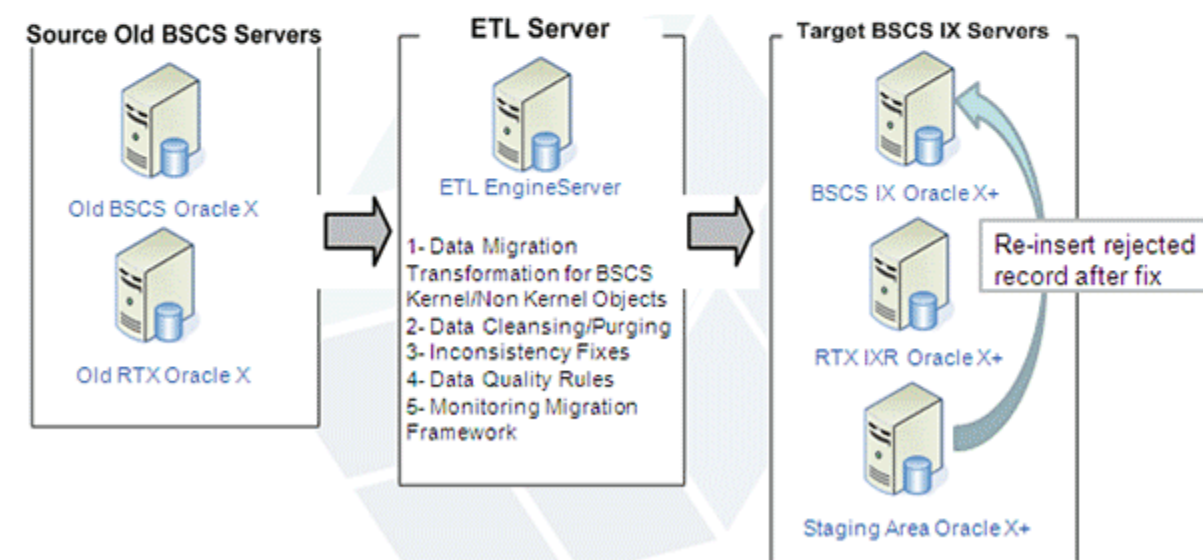 Source Old BSCS Servers
Old BSCS Oracle X
Old RTX Oracle X
ETL Server
ETL EngineServer
1- Data Migration
Transformation for BSCS
Kernel/Non Kernel Objects
2- Data Cleansing/Purging
3- Inconsistency Fixes
4- Data Quality Rules
5- Monitoring Migration
Framework
Target BSCS IX Servers
BSCS IX Oracle X+
Re-insert rejected
record after fix
RTX IXR Oracle X+
Staging Area Oracle X+